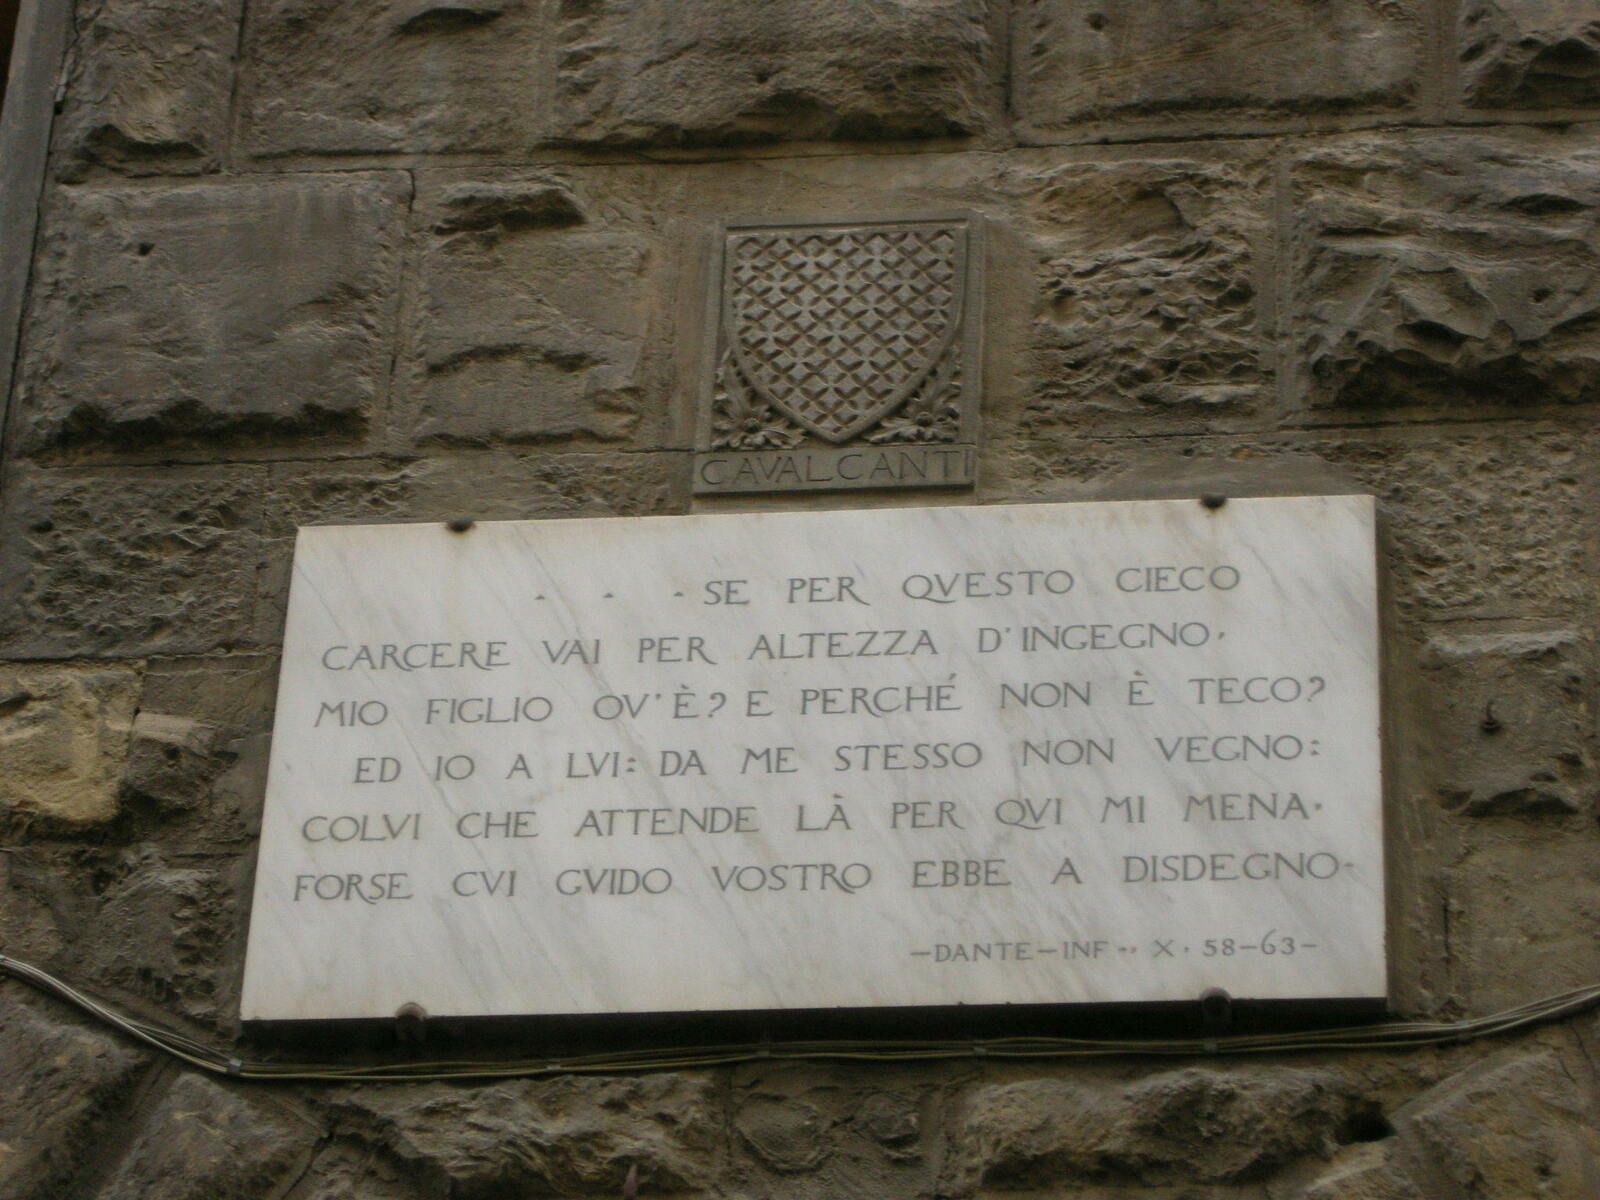 CAVALCANTI
. . . SE PER QVESTO CIECO
CARCERE VAI PER ALTEZZA D'INGEGNO,
MIO FIGLIO OV'È? E PERCHÉ NON È TECO?
ED IO A LVI: DA ME STESSO NON VEGNO:
COLVI CHE ATTENDE LÀ PER QVI MI MENA,
FORSE CVI GVIDO VOSTRO EBBE A DISDEGNO.
-DANTE-INF.. X. 58-63-